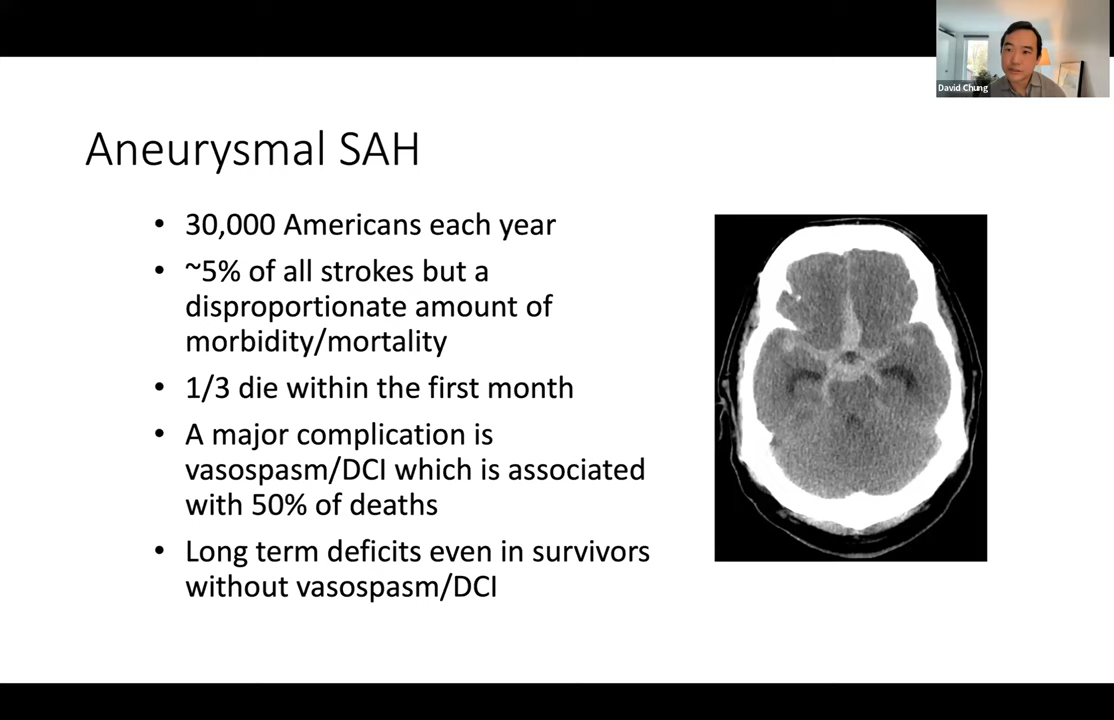 David Chung
Aneurysmal SAH
• 30,000 Americans each year
• ~5% of all strokes but a
disproportionate amount of
morbidity/mortality
• 1/3 die within the first month
• A major complication is
vasospasm/DCI which is associated
with 50% of deaths
• Long term deficits even in survivors
without vasospasm/DCI